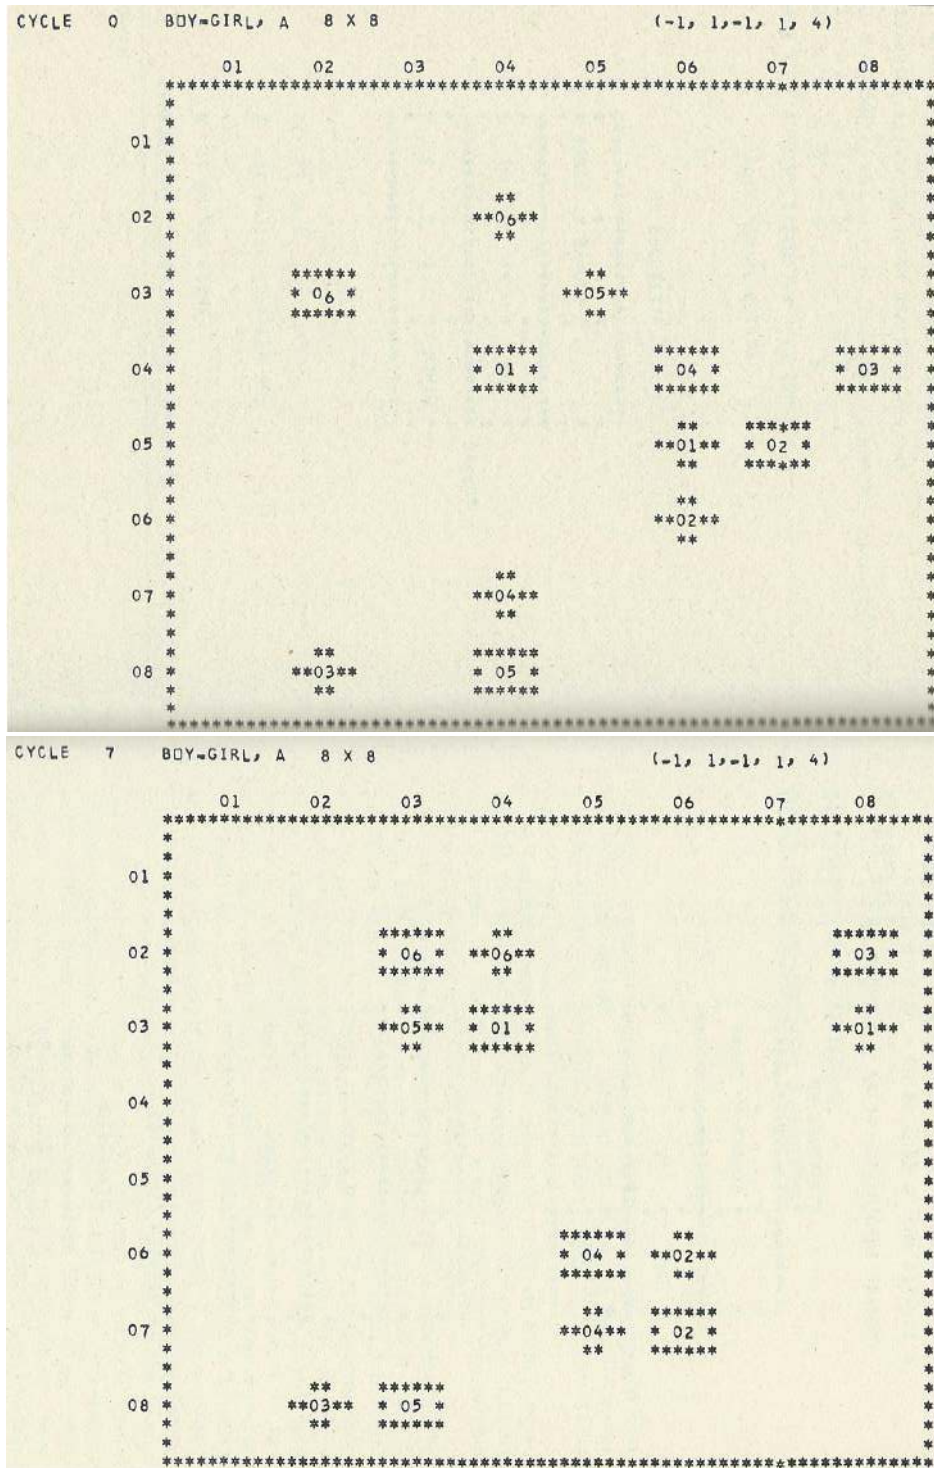 CYCLE 0 BOY-GIRL, A 8 X 8 (-1, 1,-1, 1, 4)
01 02 03 04 05 06 07 08
01
02 **06**
03 * 06 * **05**
04 * 01 * * 04 * * 03 *
05 **01** * 02 *
06 **02**
07 **04**
08 **03** * 05 *
CYCLE 7 BOY-GIRL, A 8 X 8 (-1, 1,-1, 1, 4)
01 02 03 04 05 06 07 08
01
02 * 06 * **06** * 03 *
03 **05** * 01 * **01**
04
05
06 * 04 * **02**
07 **04** * 02 *
08 **03** * 05 *